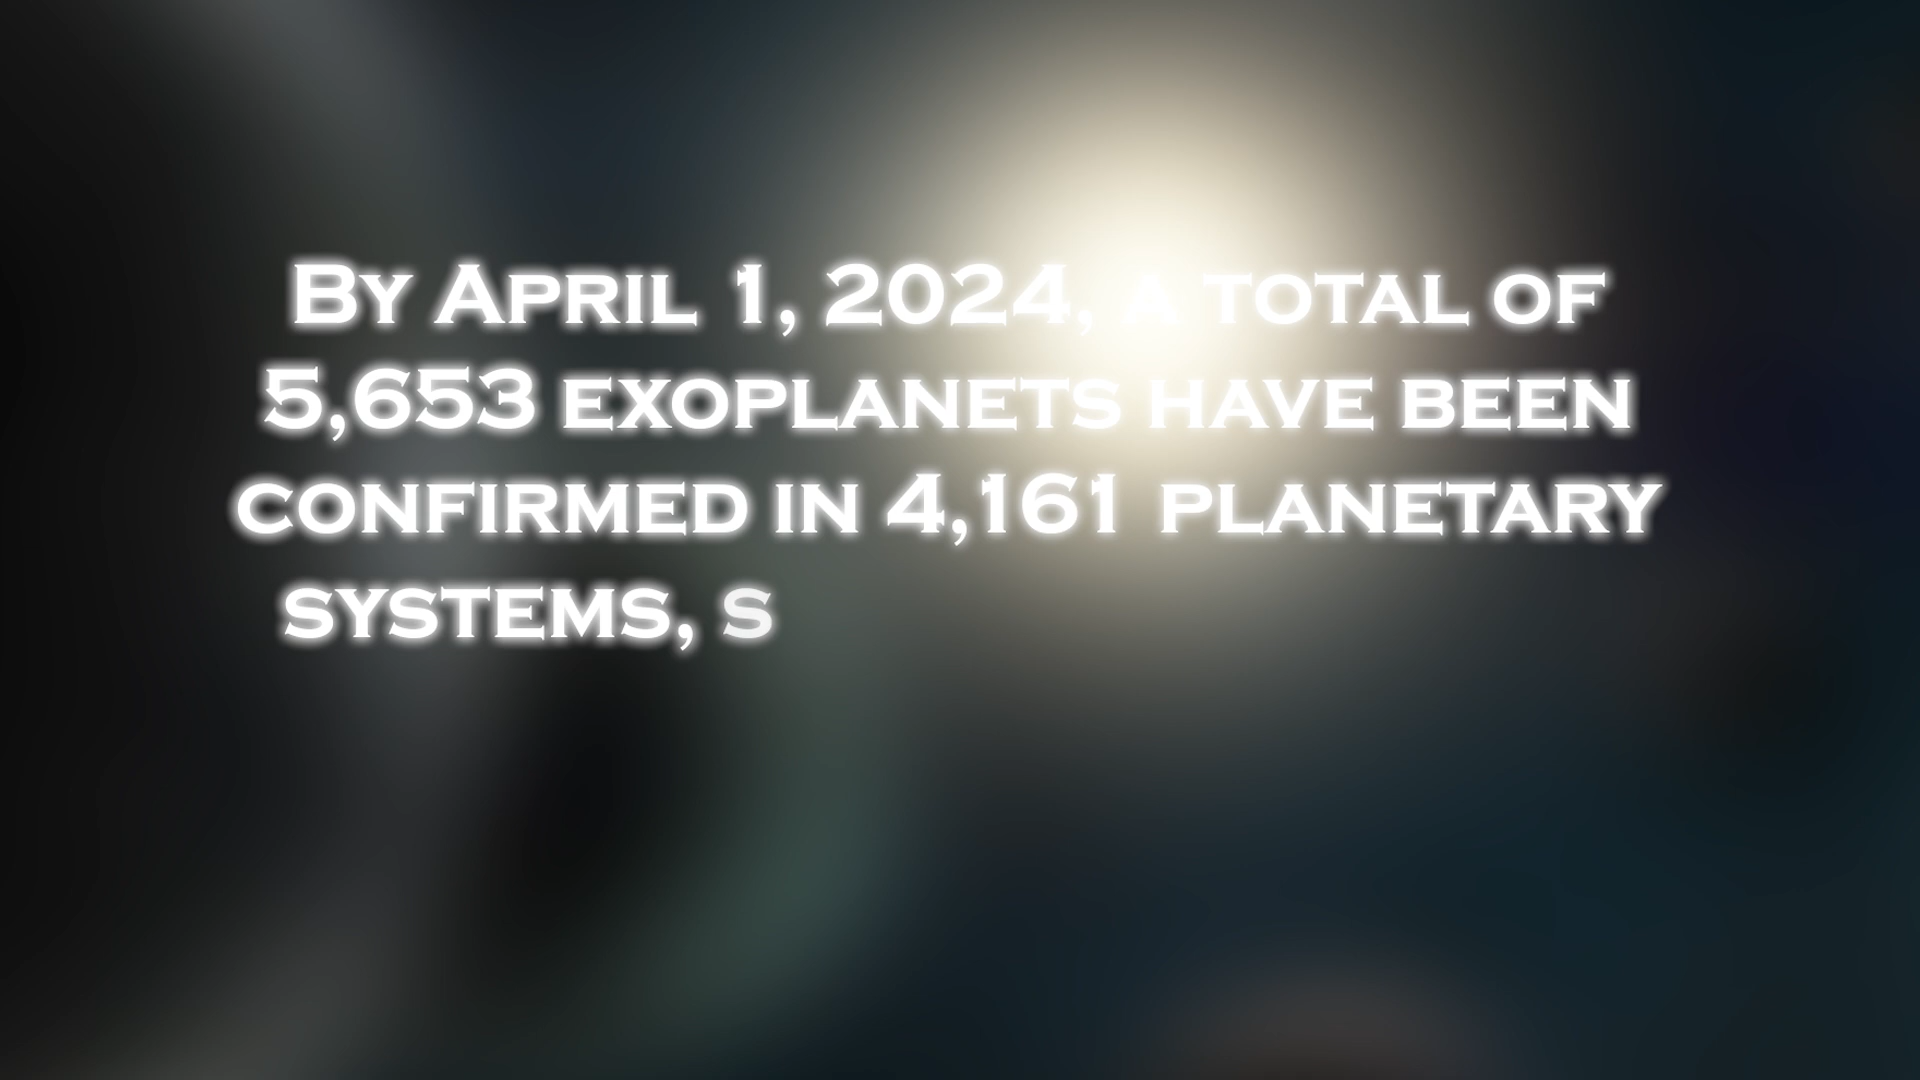 By April 1, 2024, a total of
5,653 exoplanets have been
confirmed in 4,161 planetary
systems, s